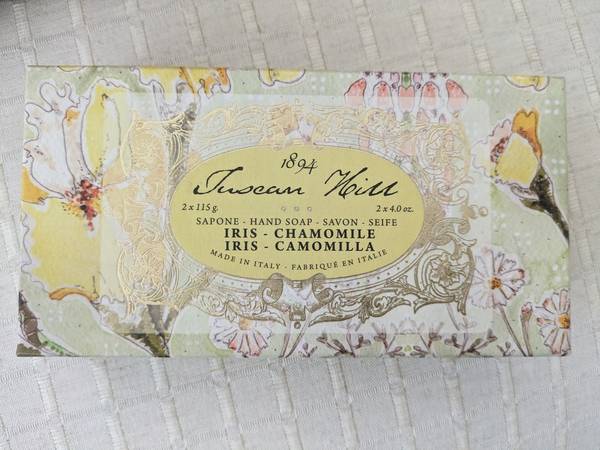 1894
Tuscan Hill
2 x 115 g. 2 x 4.0 oz.
SAPONE - HAND SOAP - SAVON - SEIFE
IRIS - CHAMOMILE
IRIS - CAMOMILLA
MADE IN ITALY - FABRIQUÉ EN ITALIE